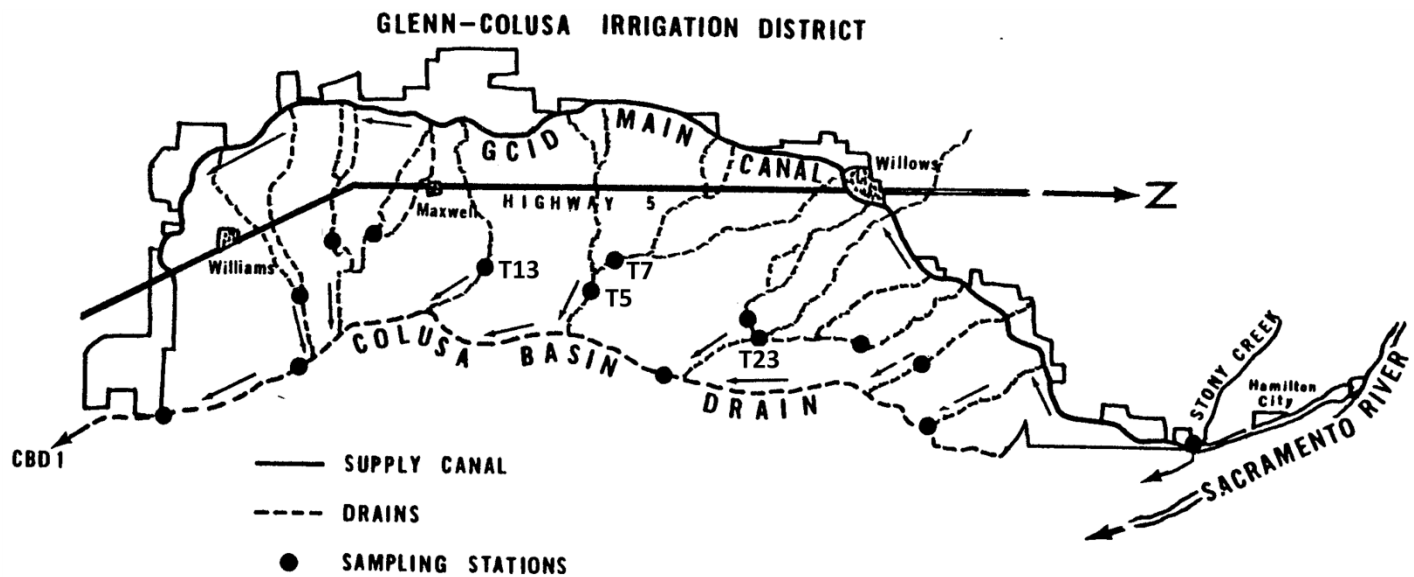 GLENN-COLUSA IRRIGATION DISTRICT
GCID MAIN CANAL
Willows
Maxwell
HIGHWAY 5
N
Williams
T13
T7
T5
T23
COLUSA BASIN DRAIN
STONY CREEK
Hamilton
City
SACRAMENTO RIVER
CBD1
SUPPLY CANAL
DRAINS
SAMPLING STATIONS